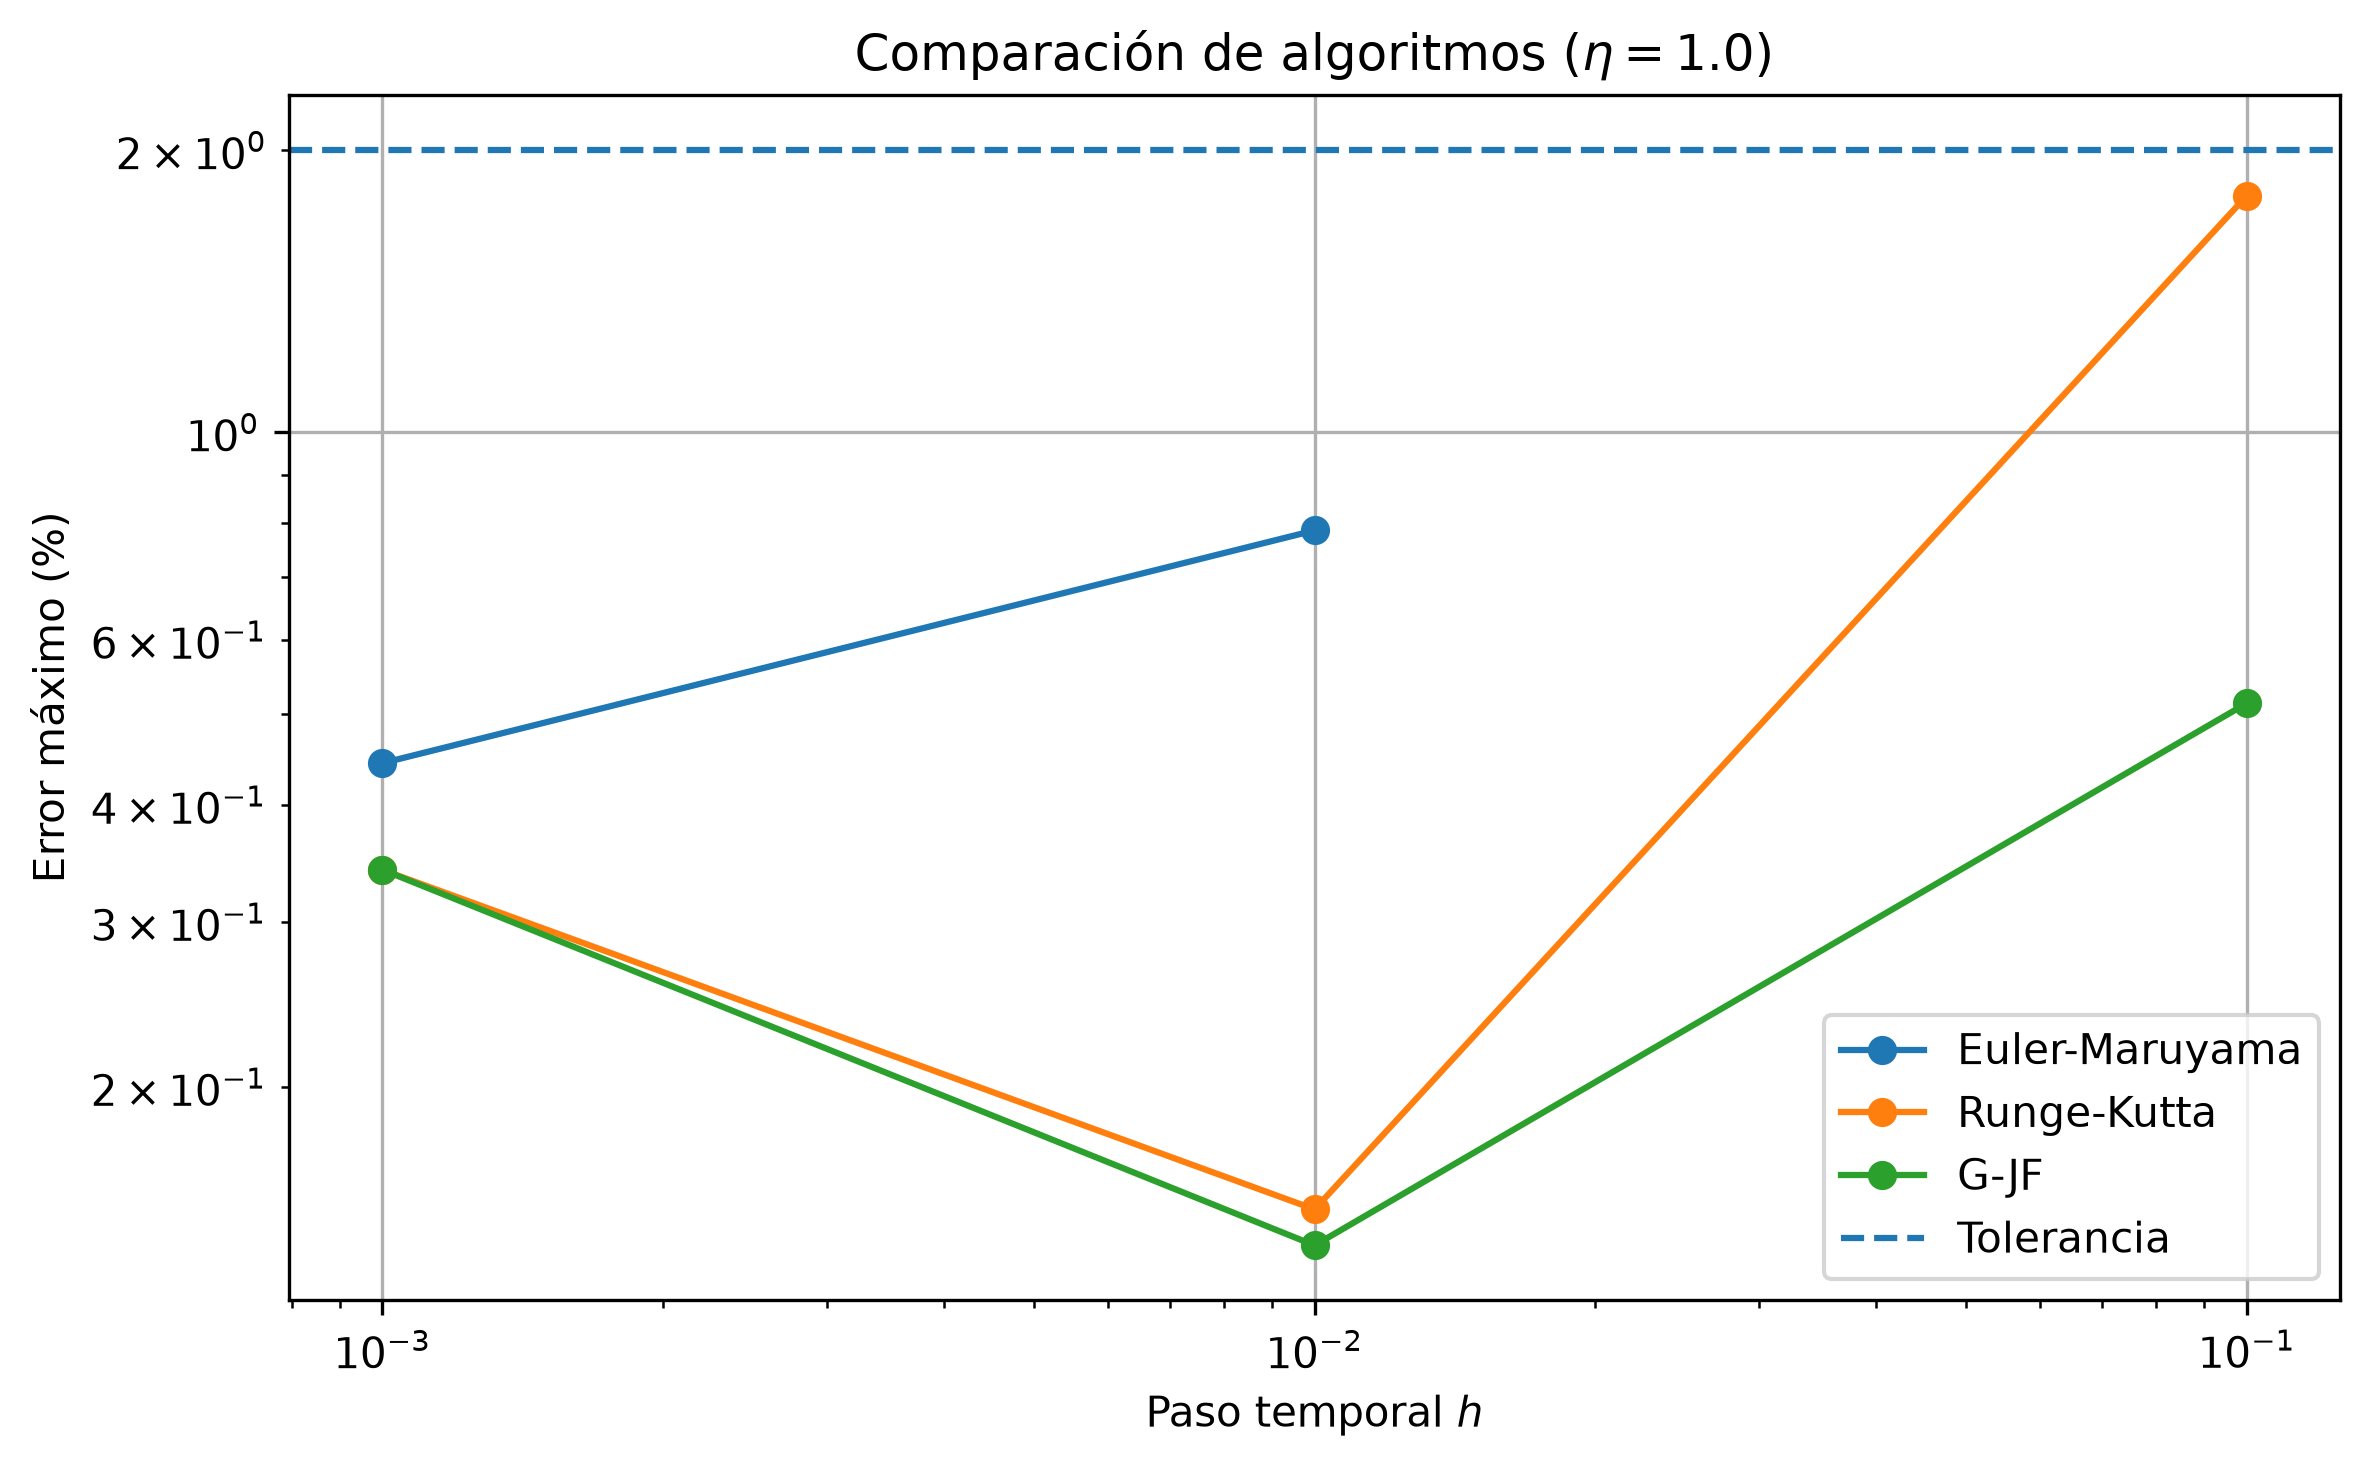 Comparación de algoritmos (η = 1.0)
2 × 10⁰
10⁰
6 × 10⁻¹
4 × 10⁻¹
3 × 10⁻¹
2 × 10⁻¹
Error máximo (%)
Euler-Maruyama
Runge-Kutta
G-JF
Tolerancia
10⁻³ 10⁻² 10⁻¹
Paso temporal h